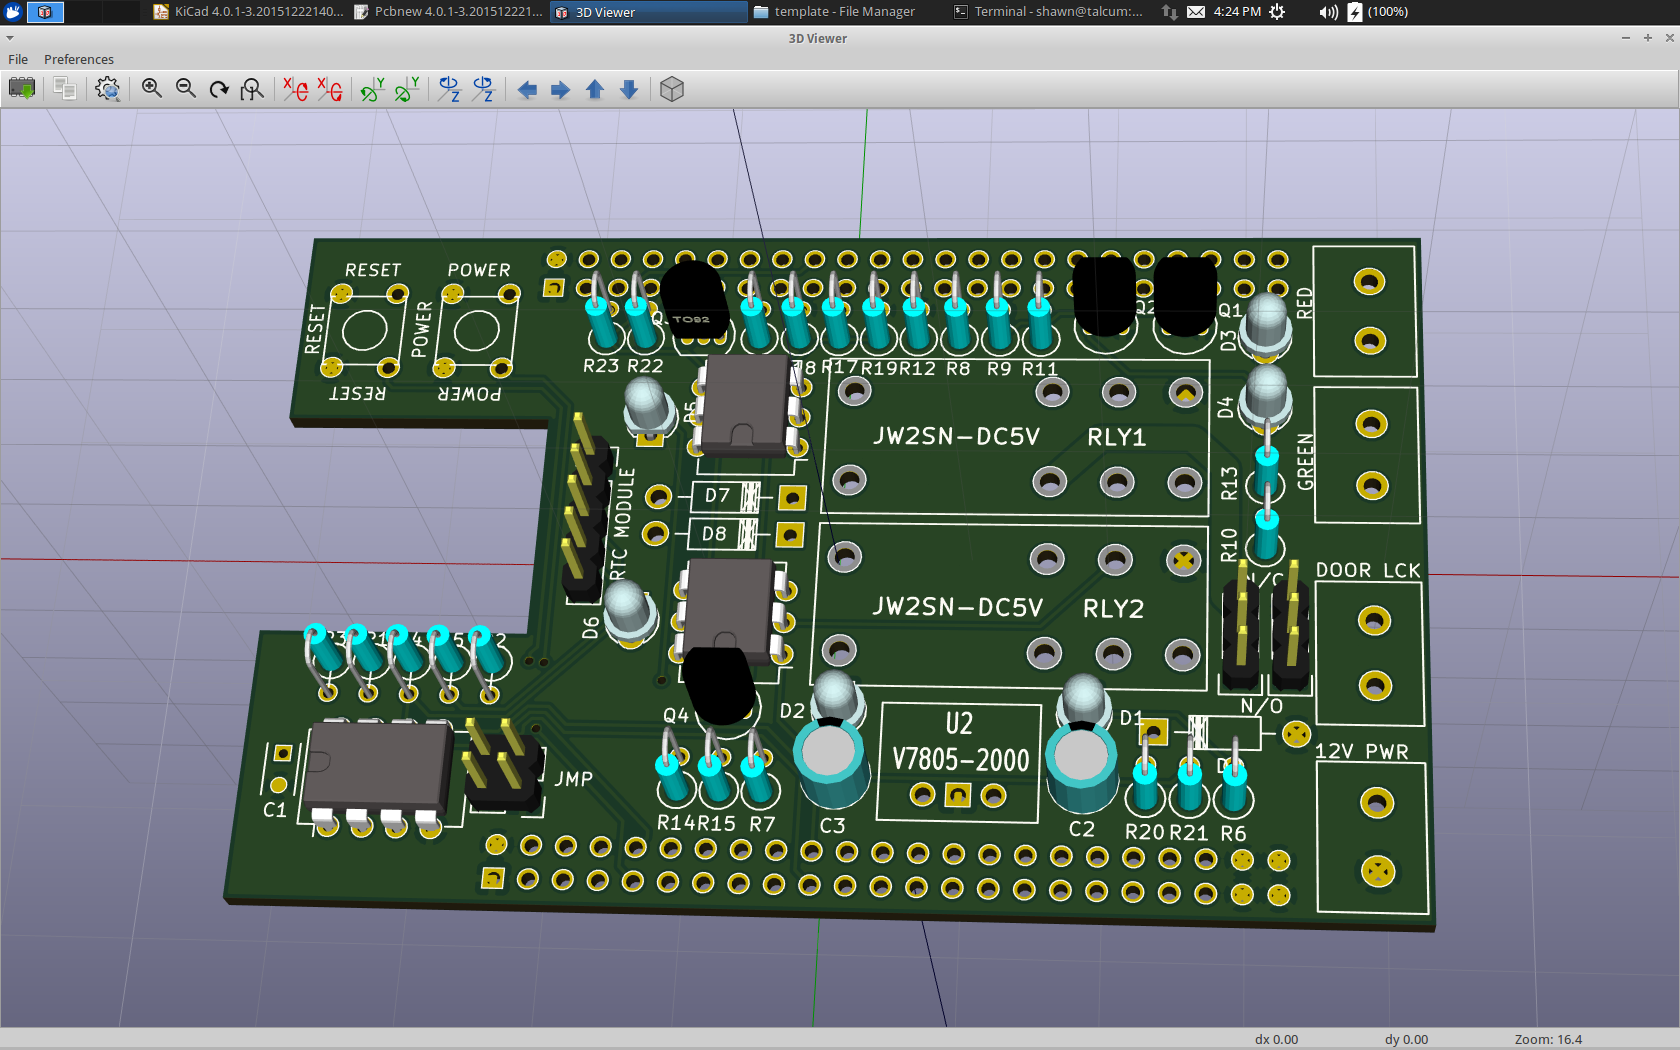 KiCad 4.0.1-3.20151222140...
Pcbnew 4.0.1-3.201512221...
3D Viewer
template - File Manager
Terminal - shawn@talcum:...
4:24 PM
(100%)
3D Viewer
File
Preferences
X
X
Y
Y
Z
Z
RESET
POWER
RESET
POWER
RESET
POWER
TO92
R23
R22
R17
R19
R12
R8
R9
R11
Q2
Q1
D3
RED
D4
GREEN
R13
R10
D5
JW2SN-DC5V
RLY1
D7
D8
RTC MODULE
D6
JW2SN-DC5V
RLY2
DOOR LCK
N/C
N/O
12V PWR
Q4
D2
U2
V7805-2000
D1
C1
JMP
R14
R15
R7
C3
C2
R20
R21
R6
dx 0.00
dy 0.00
Zoom: 16.4